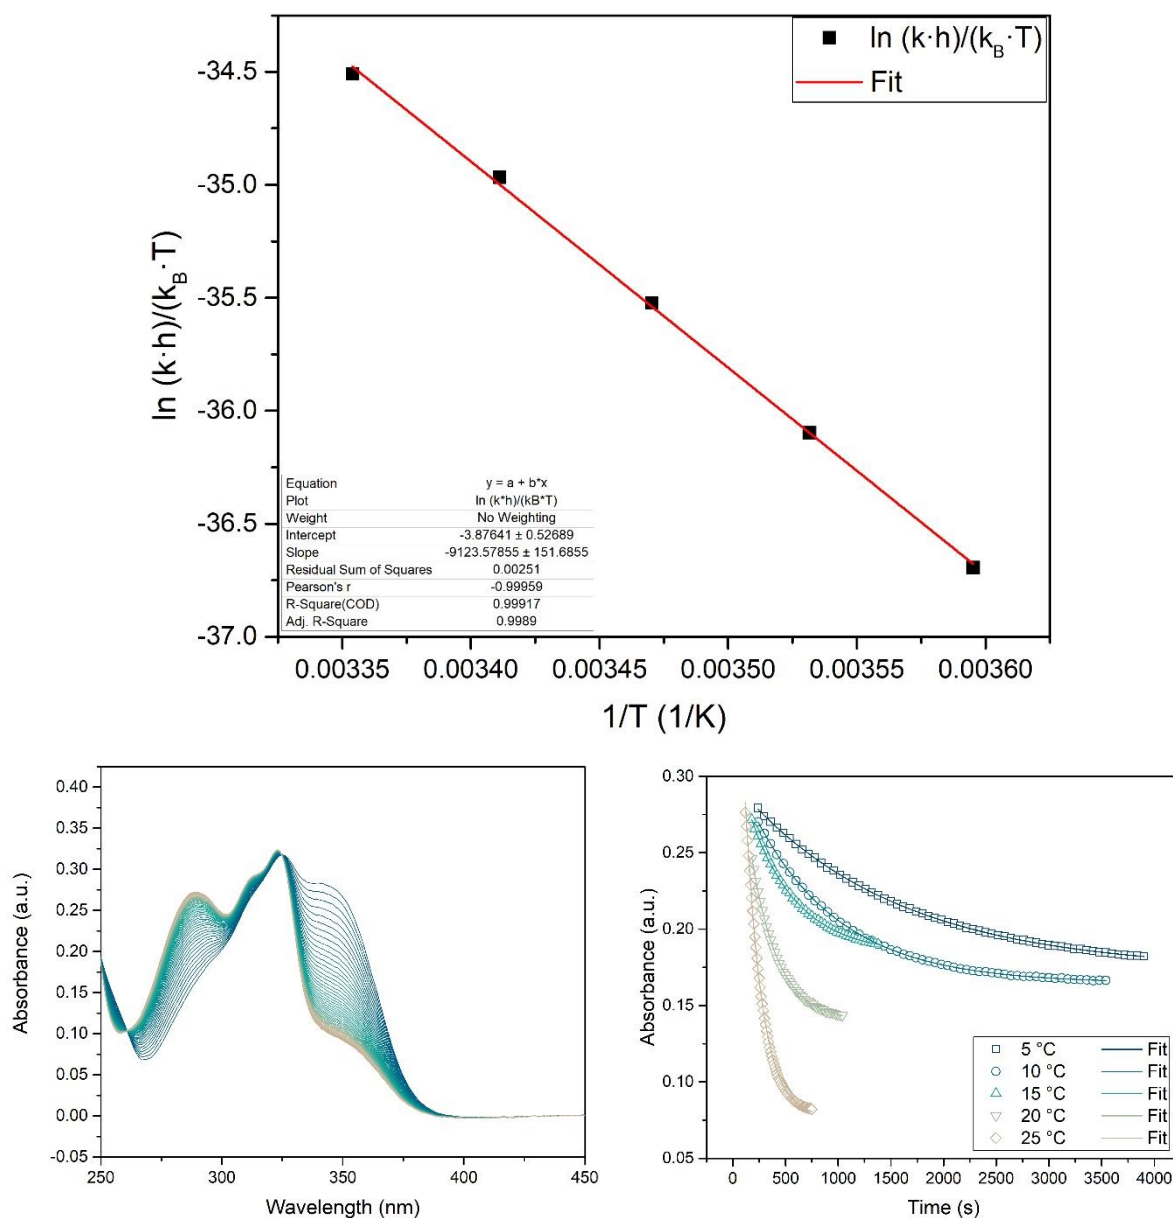 ln (k·h)/(k_B·T)
Fit
-34.5
-35.0
-35.5
-36.0
-36.5
-37.0
ln (k·h)/(k_B·T)
Equation y = a + b*x
Plot ln (k*h)/(kB*T)
Weight No Weighting
Intercept -3.87641 ± 0.52689
Slope -9123.57855 ± 151.6855
Residual Sum of Squares 0.00251
Pearson's r -0.99959
R-Square(COD) 0.99917
Adj. R-Square 0.9989
0.00335 0.00340 0.00345 0.00350 0.00355 0.00360
1/T (1/K)
0.40
0.35
0.30
0.25
0.20
0.15
0.10
0.05
0.00
-0.05
Absorbance (a.u.)
250 300 350 400 450
Wavelength (nm)
0.30
0.25
0.20
0.15
0.10
0.05
Absorbance (a.u.)
5 °C Fit
10 °C Fit
15 °C Fit
20 °C Fit
25 °C Fit
0 500 1000 1500 2000 2500 3000 3500 4000
Time (s)